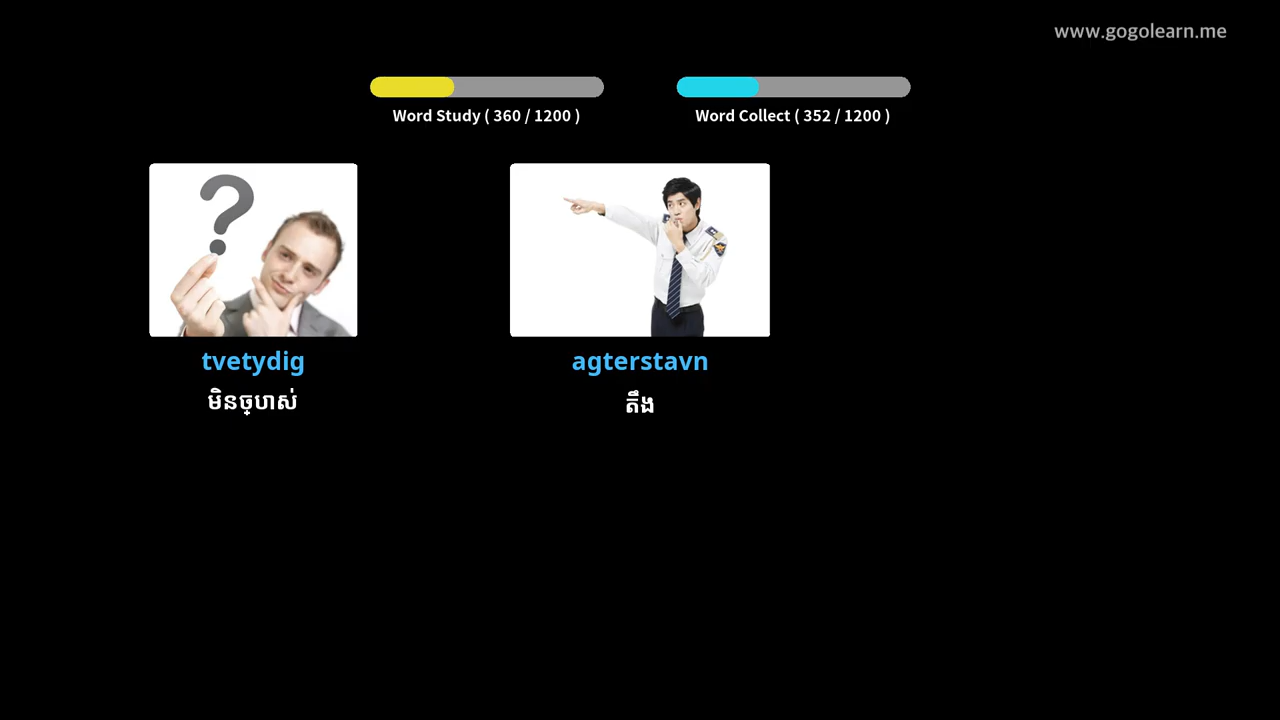 www.gogolearn.me
Word Study ( 360 / 1200 )
Word Collect ( 352 / 1200 )
tvetydig
agterstavn
មិនច្បាស់
តឹង